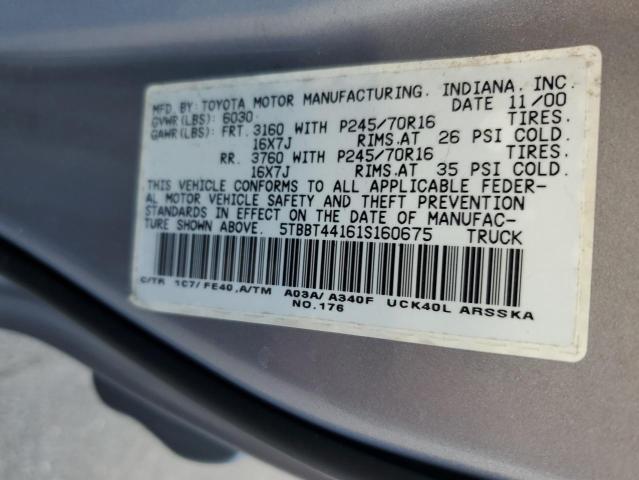 MFD. BY: TOYOTA MOTOR MANUFACTURING, INDIANA, INC.
DATE 11/00
GVWR(LBS): 6030
GAWR(LBS): FRT. 3160 WITH P245/70R16 TIRES,
16X7J RIMS,AT 26 PSI COLD.
RR. 3760 WITH P245/70R16 TIRES,
16X7J RIMS,AT 35 PSI COLD.
THIS VEHICLE CONFORMS TO ALL APPLICABLE FEDER-
AL MOTOR VEHICLE SAFETY AND THEFT PREVENTION
STANDARDS IN EFFECT ON THE DATE OF MANUFAC-
TURE SHOWN ABOVE. 5TBBT44161S160675 TRUCK
C/TR 1C7/ FE40,A/TM A03A/ A340F UCK40L ARSSKA
NO.176